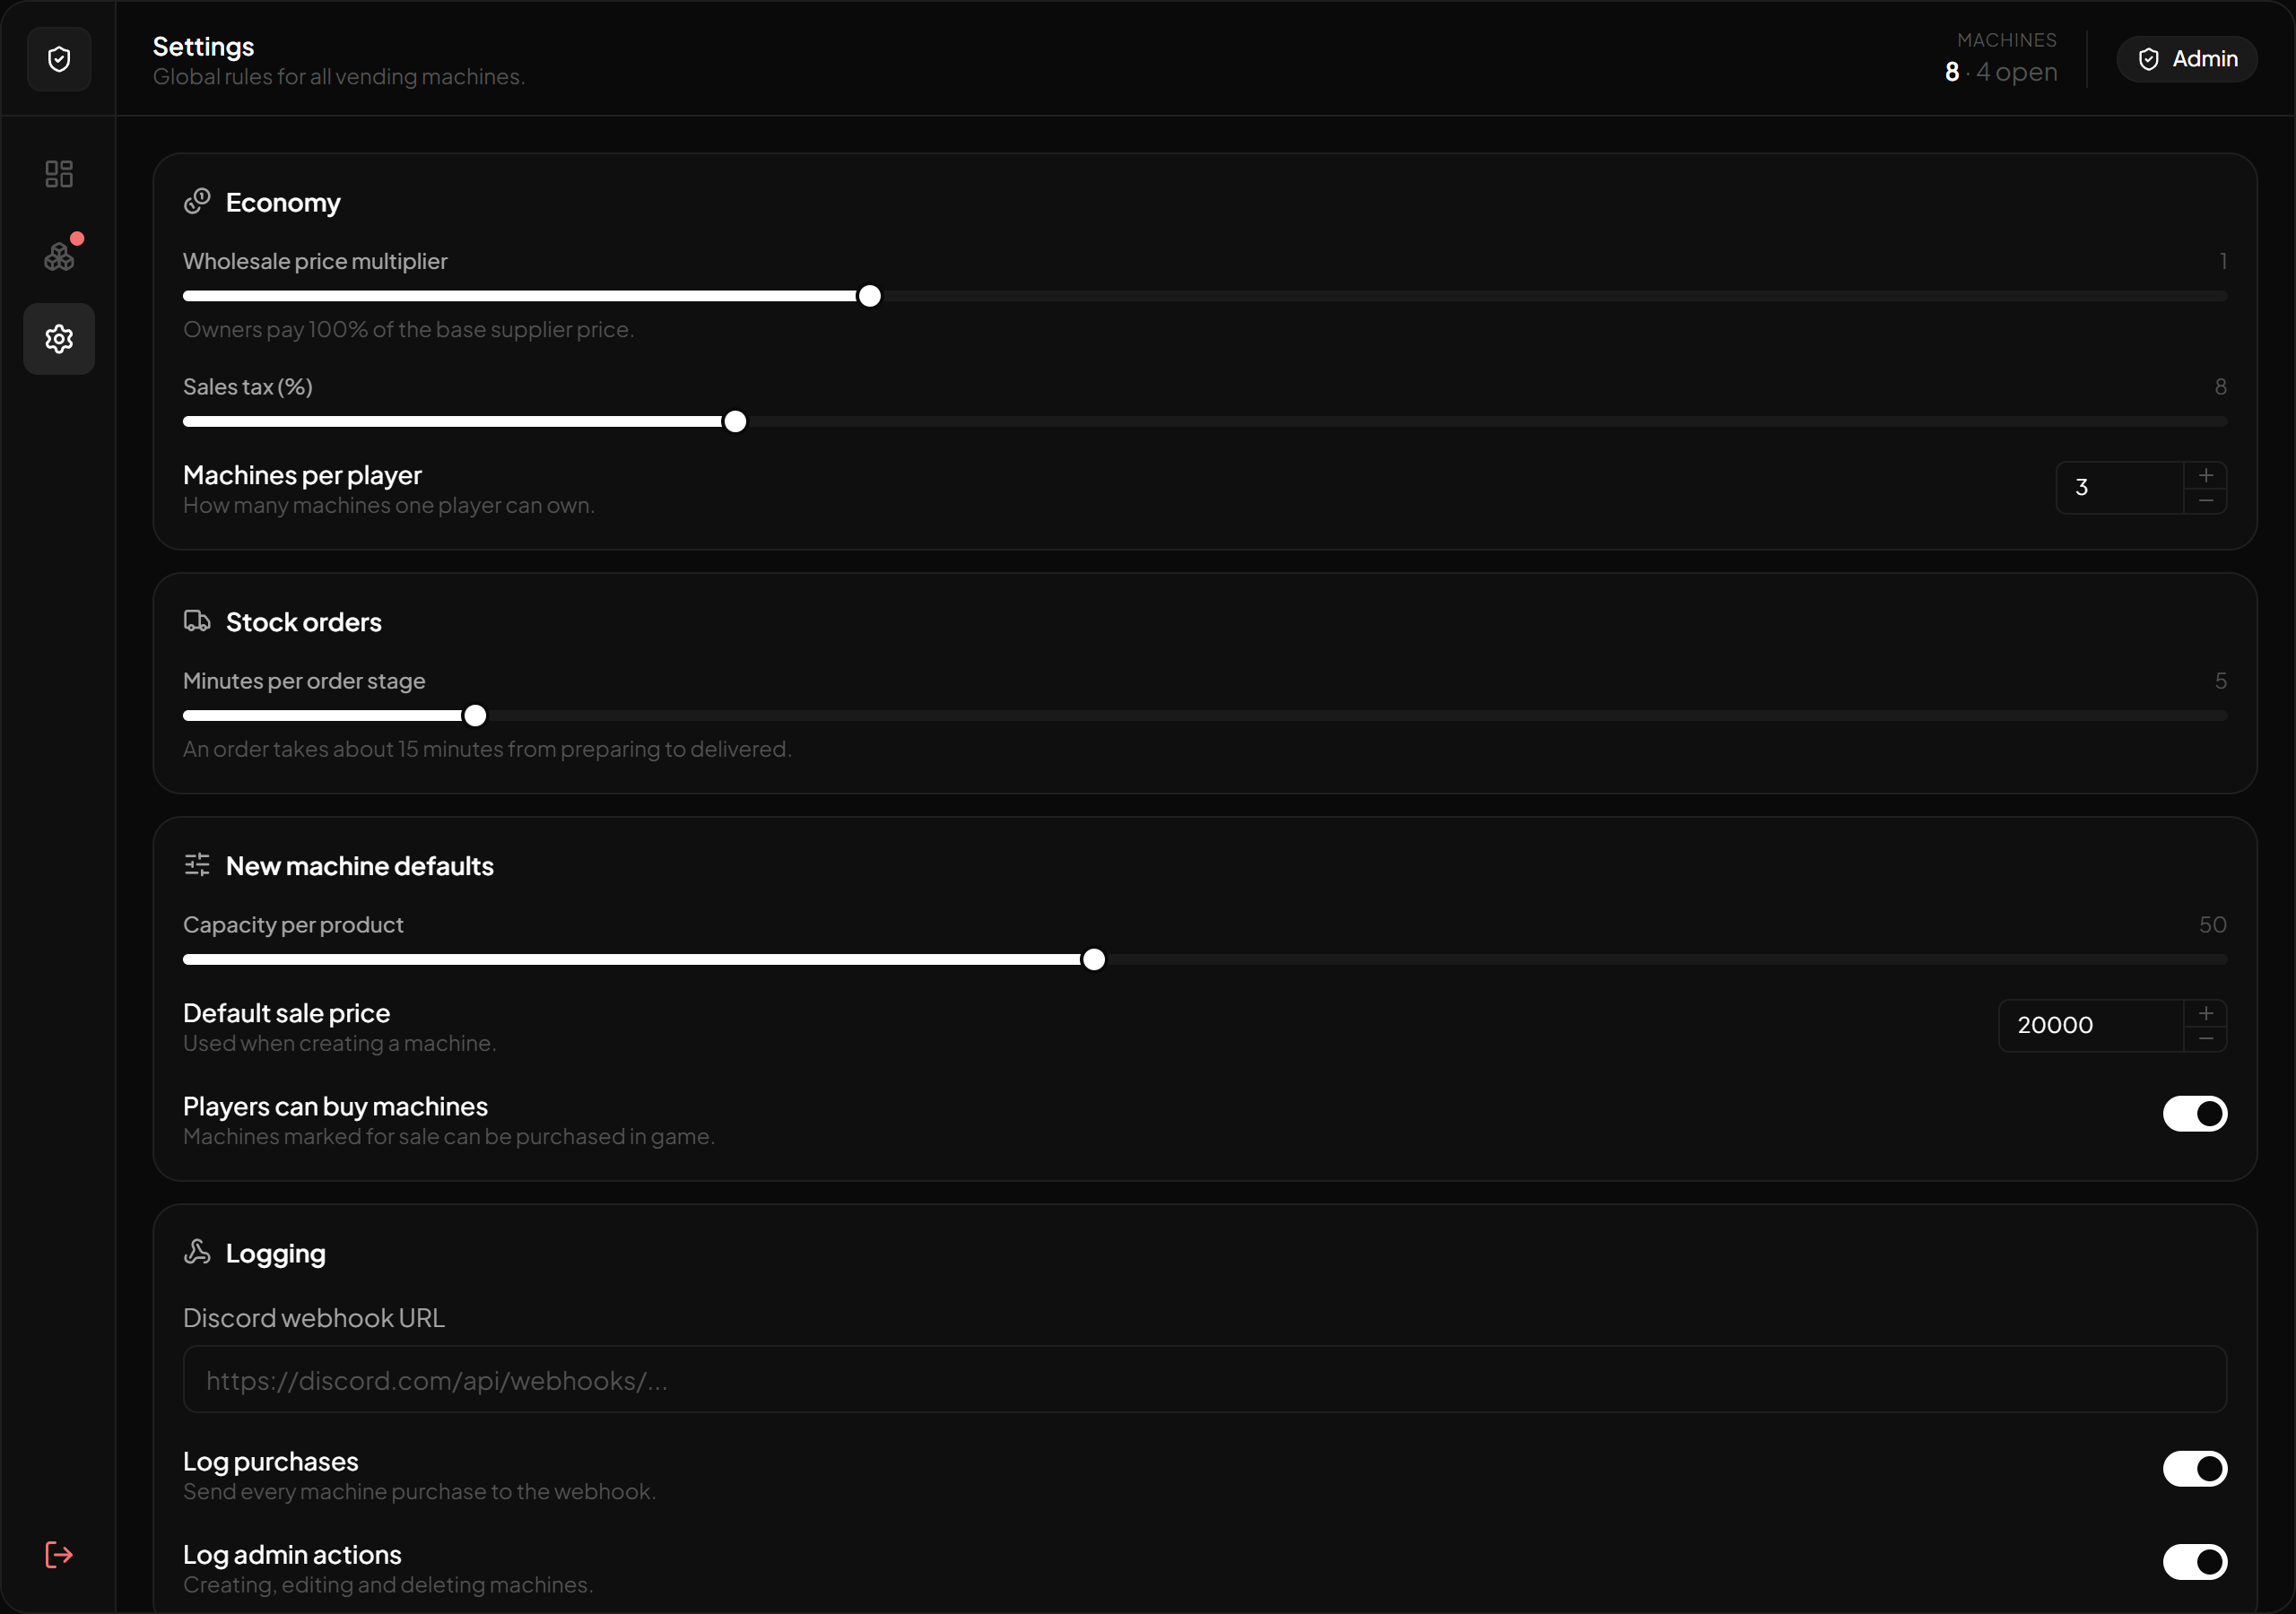 Settings
Global rules for all vending machines.
MACHINES
8 · 4 open
Admin
Economy
Wholesale price multiplier
1
Owners pay 100% of the base supplier price.
Sales tax (%)
8
Machines per player
How many machines one player can own.
3
Stock orders
Minutes per order stage
5
An order takes about 15 minutes from preparing to delivered.
New machine defaults
Capacity per product
50
Default sale price
Used when creating a machine.
20000
Players can buy machines
Machines marked for sale can be purchased in game.
Logging
Discord webhook URL
https://discord.com/api/webhooks/...
Log purchases
Send every machine purchase to the webhook.
Log admin actions
Creating, editing and deleting machines.